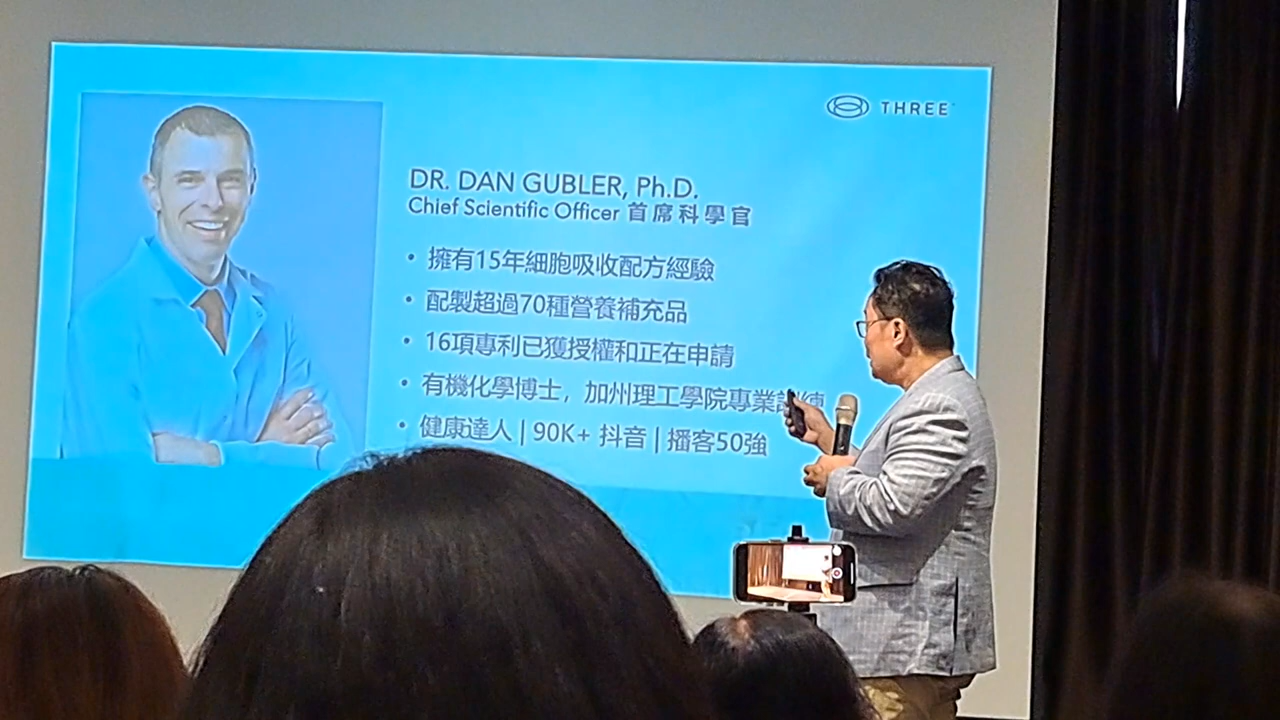 THREE
DR. DAN GUBLER, Ph.D.
Chief Scientific Officer 首席科學官
• 擁有15年細胞吸收配方經驗
• 配製超過70種營養補充品
• 16項專利已獲授權和正在申請
• 有機化學博士，加州理工學院專業訓練
• 健康達人 | 90K+ 抖音 | 播客50強